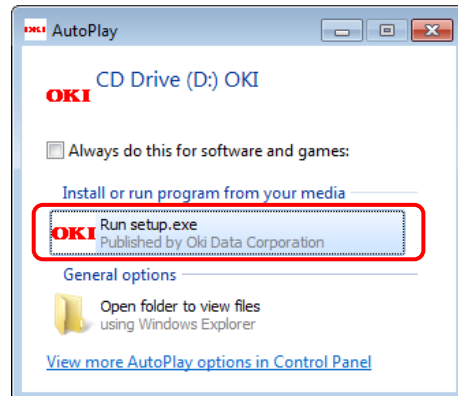 OKI AutoPlay
OKI CD Drive (D:) OKI
Always do this for software and games:
Install or run program from your media
OKI Run setup.exe
Published by Oki Data Corporation
General options
Open folder to view files
using Windows Explorer
View more AutoPlay options in Control Panel